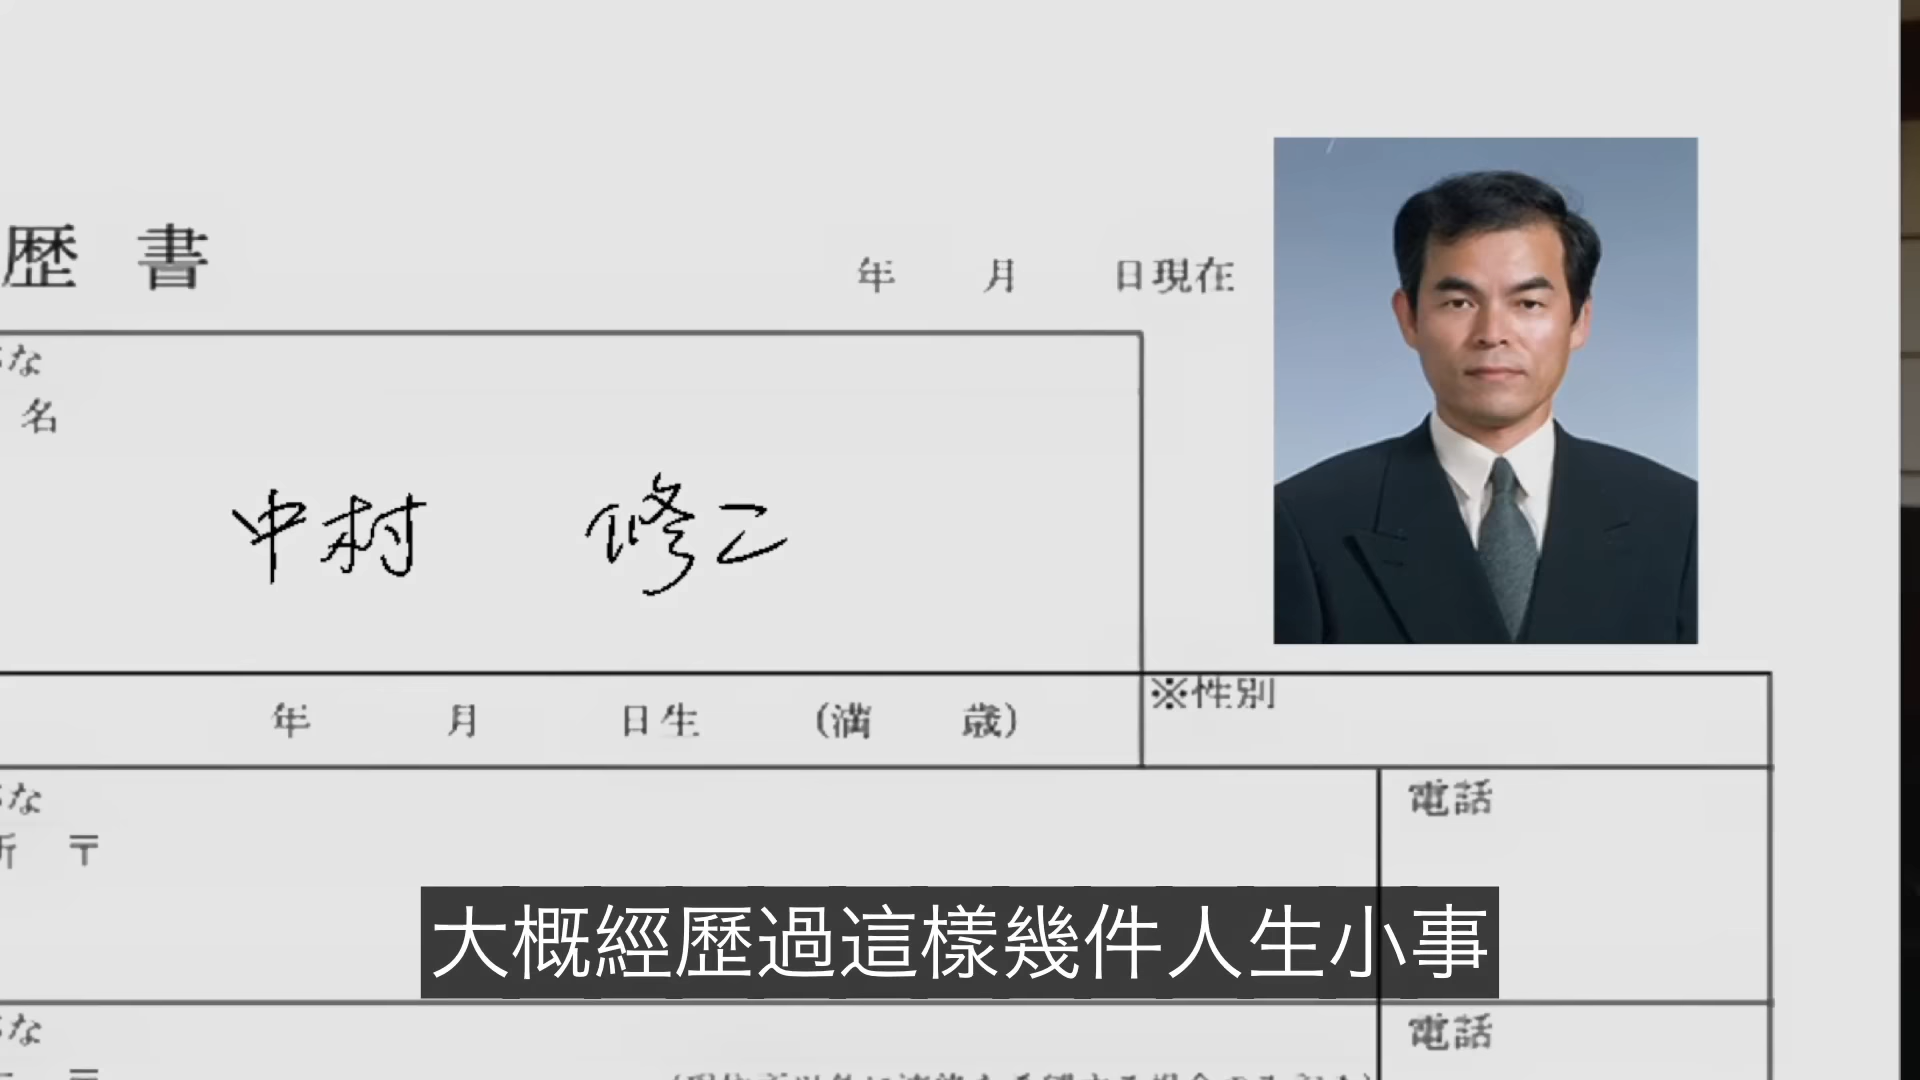 歴 書
年 月 日現在
な
名
中村 修二
年 月 日生 (満 歳)
※性別
な
所 〒
電話
な
〒
電話
大概經歷過這樣幾件人生小事